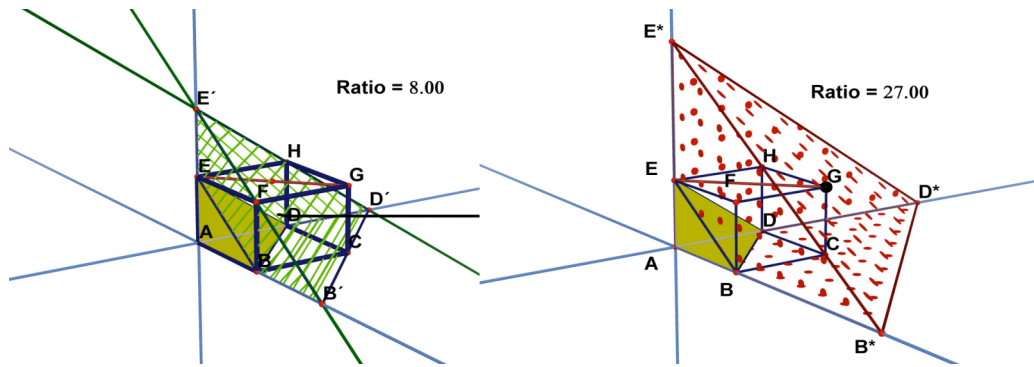 E´
Ratio = 8.00
H
E
F
G
D´
D
A
C
B
B´
E*
Ratio = 27.00
H
E
F
G
D*
D
C
A
B
B*